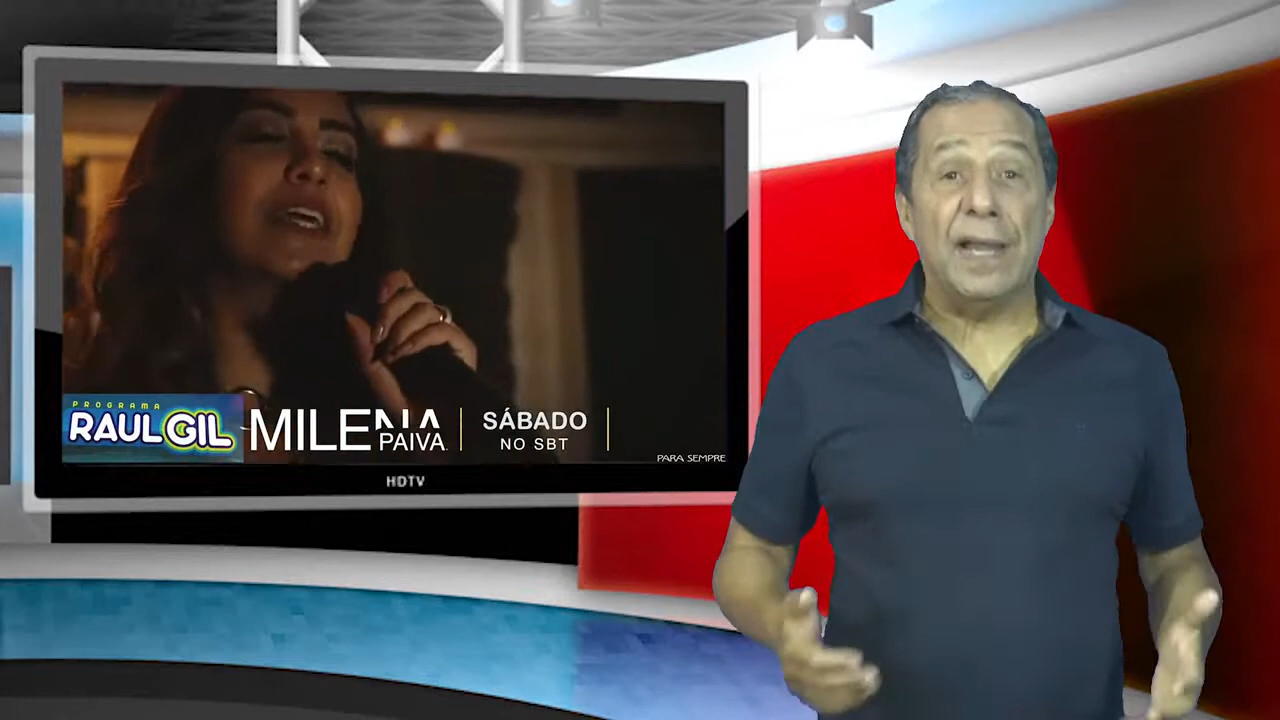 PROGRAMA
RAUL GIL
MILENA
PAIVA
SÁBADO
NO SBT
PARA SEMPRE
HDTV